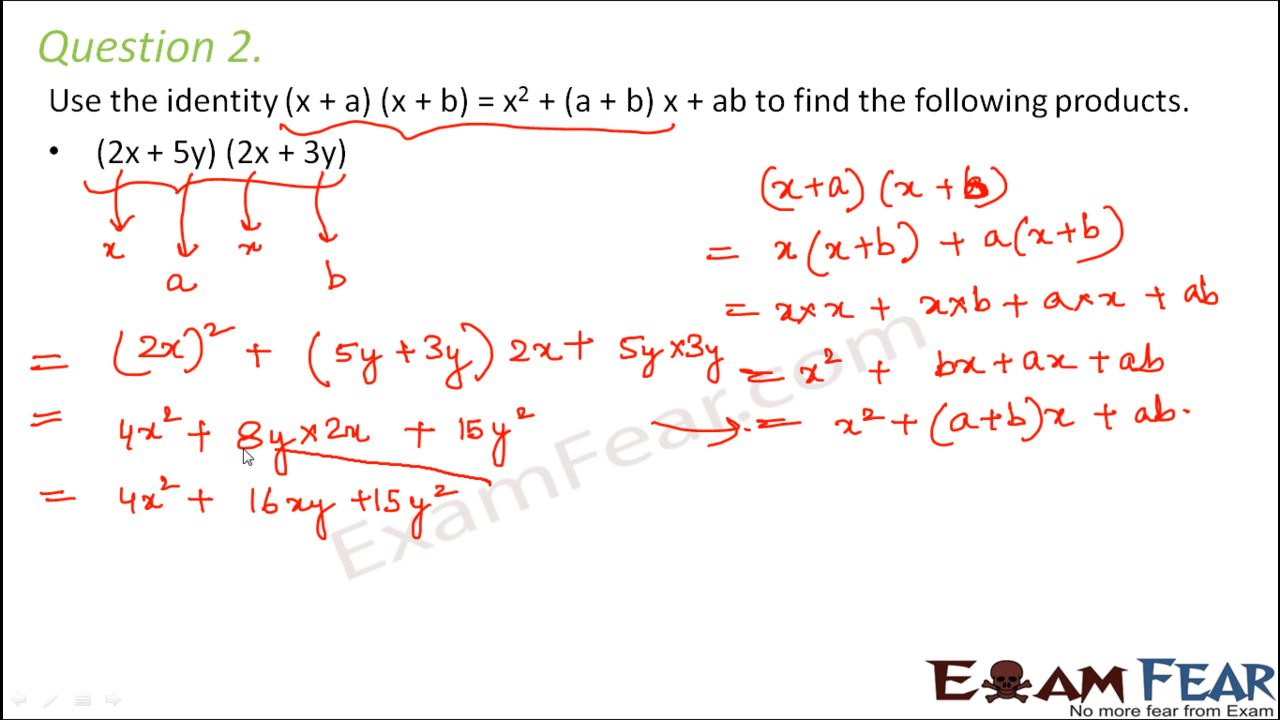 Question 2.
Use the identity (x + a) (x + b) = x² + (a + b) x + ab to find the following products.
• (2x + 5y) (2x + 3y)
x a x b
= (2x)² + (5y + 3y) 2x + 5y × 3y
= 4x² + 8y × 2x + 15y²
= 4x² + 16xy + 15y²
(x + a) (x + b)
= x (x + b) + a (x + b)
= x × x + x × b + a × x + ab
= x² + bx + ax + ab
= x² + (a + b) x + ab.
ExamFear.com
EXAM FEAR
No more fear from Exam